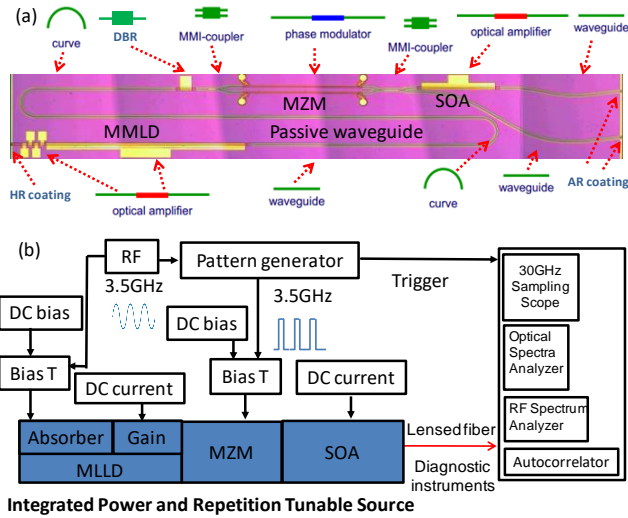 (a)
curve
DBR
MMI-coupler
phase modulator
MMI-coupler
optical amplifier
waveguide
MZM
SOA
MMLD
Passive waveguide
HR coating
optical amplifier
waveguide
curve
waveguide
AR coating
(b)
RF
Pattern generator
Trigger
3.5GHz
3.5GHz
DC bias
DC bias
Bias T
DC current
Bias T
DC current
Absorber
Gain
MLLD
MZM
SOA
Lensed fiber
Diagnostic
instruments
30GHz
Sampling
Scope
Optical
Spectra
Analyzer
RF Spectrum
Analyzer
Autocorrelator
Integrated Power and Repetition Tunable Source